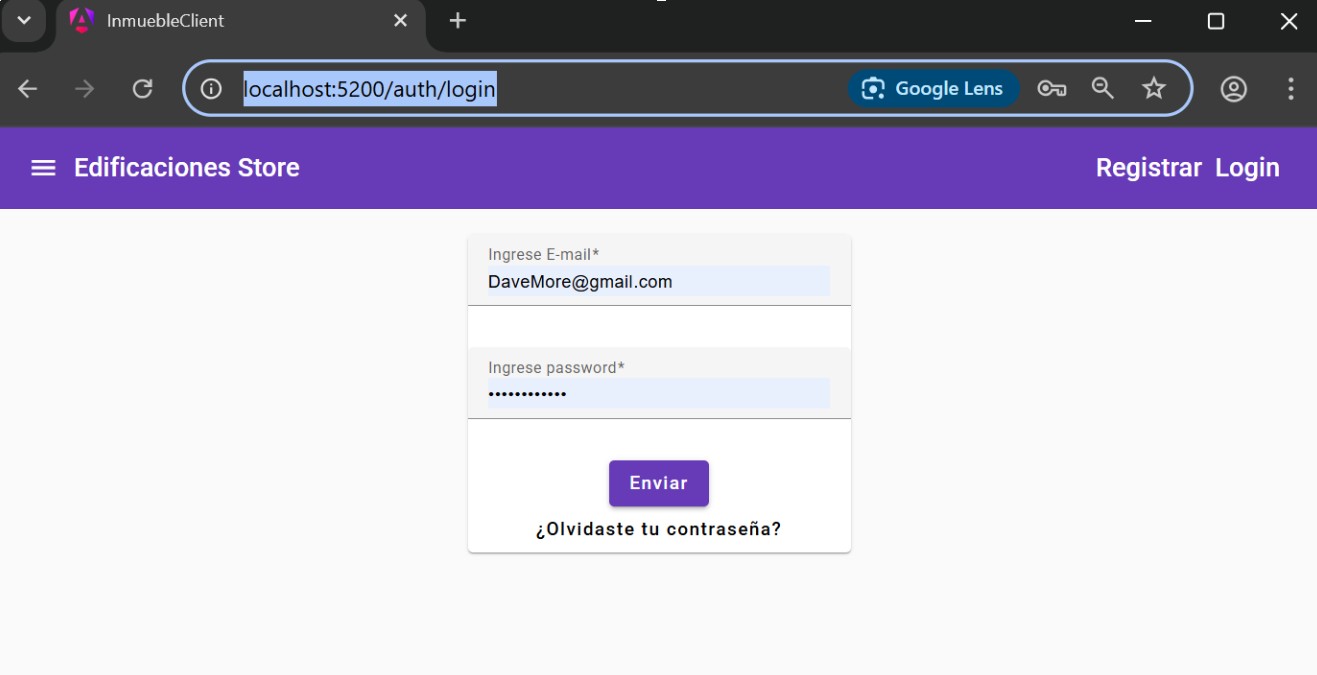 InmuebleClient
localhost:5200/auth/login
Google Lens
Edificaciones Store
Registrar Login
Ingrese E-mail*
DaveMore@gmail.com
Ingrese password*
••••••••••••
Enviar
¿Olvidaste tu contraseña?